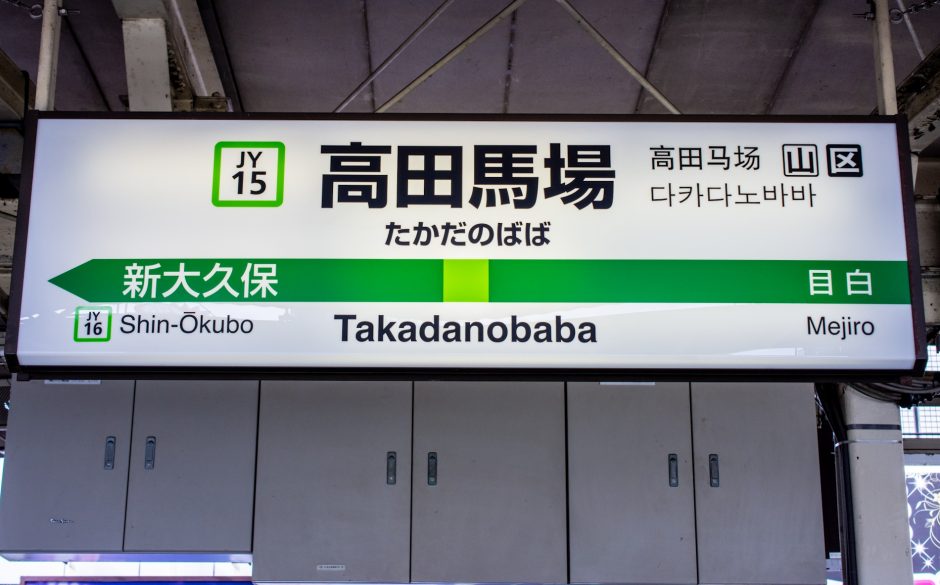 JY
15
高田馬場
たかだのばば
高田马场 山 区
다카다노바바
新大久保
目白
JY
16
Shin-Ōkubo
Takadanobaba
Mejiro